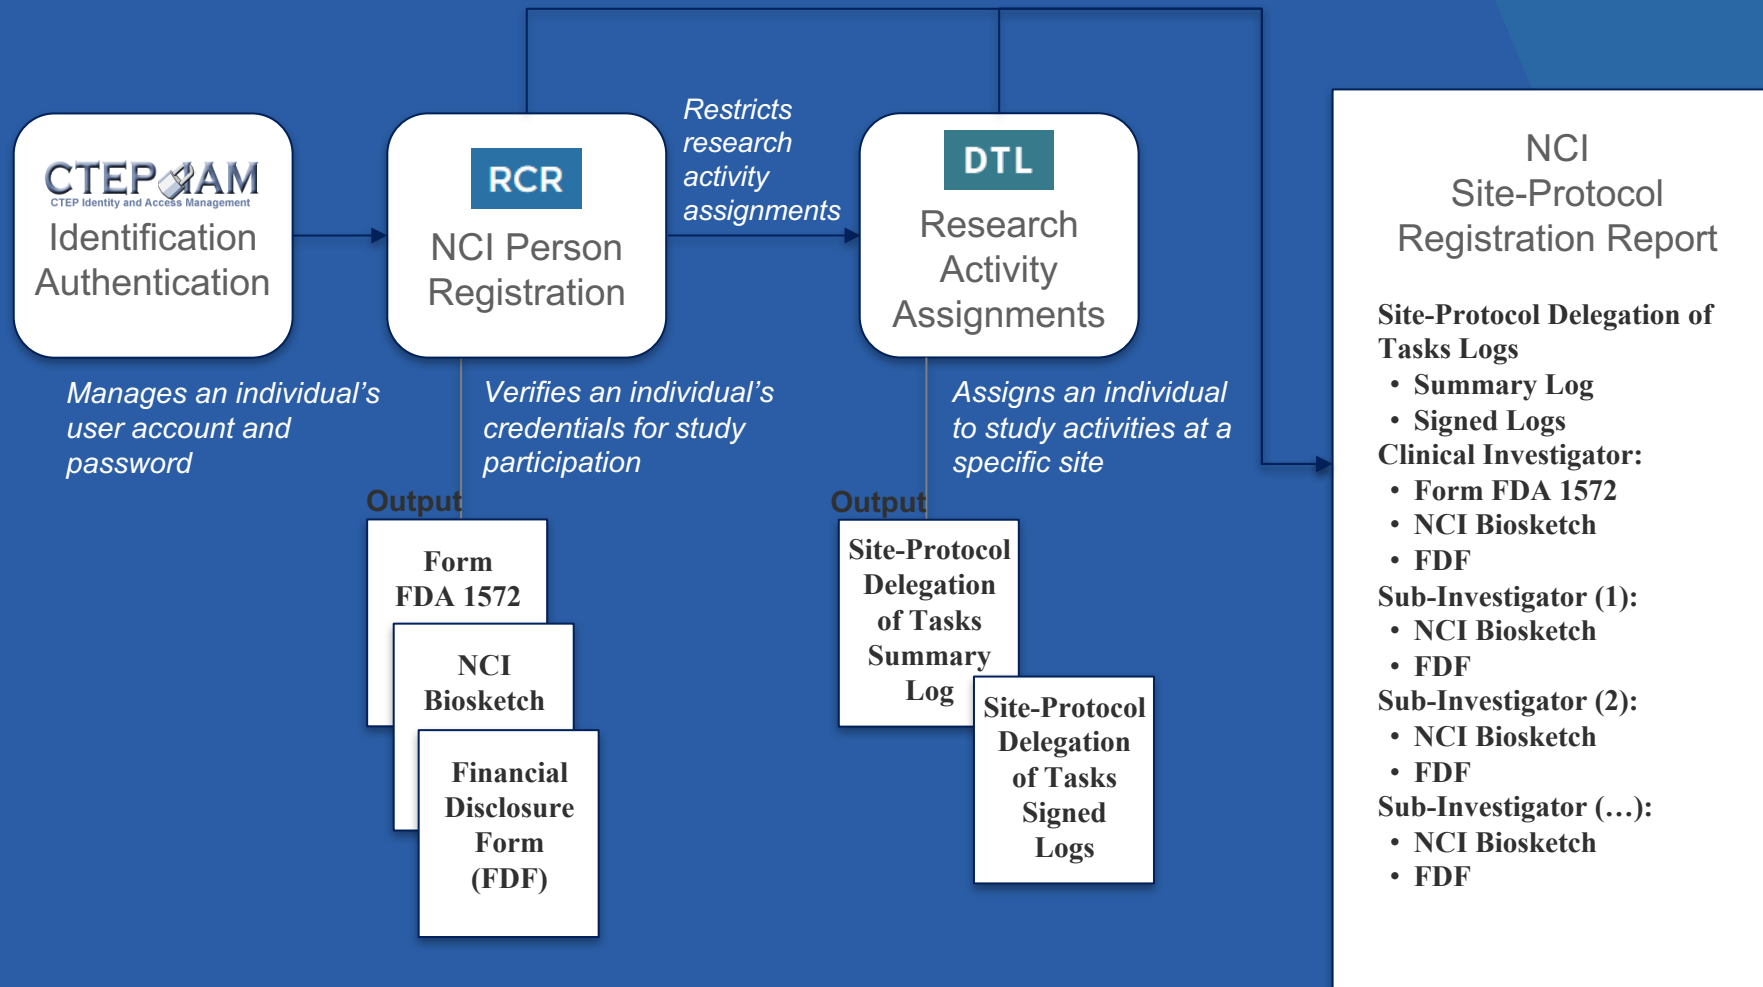 CTEP IAM
CTEP Identity and Access Management
Identification
Authentication
Manages an individual's
user account and
password
RCR
NCI Person
Registration
Verifies an individual's
credentials for study
participation
Output
Form
FDA 1572
NCI
Biosketch
Financial
Disclosure
Form
(FDF)
Restricts
research
activity
assignments
DTL
Research
Activity
Assignments
Assigns an individual
to study activities at a
specific site
Output
Site-Protocol
Delegation
of Tasks
Summary
Log
Site-Protocol
Delegation
of Tasks
Signed
Logs
NCI
Site-Protocol
Registration Report
Site-Protocol Delegation of
Tasks Logs
• Summary Log
• Signed Logs
Clinical Investigator:
• Form FDA 1572
• NCI Biosketch
• FDF
Sub-Investigator (1):
• NCI Biosketch
• FDF
Sub-Investigator (2):
• NCI Biosketch
• FDF
Sub-Investigator (…):
• NCI Biosketch
• FDF